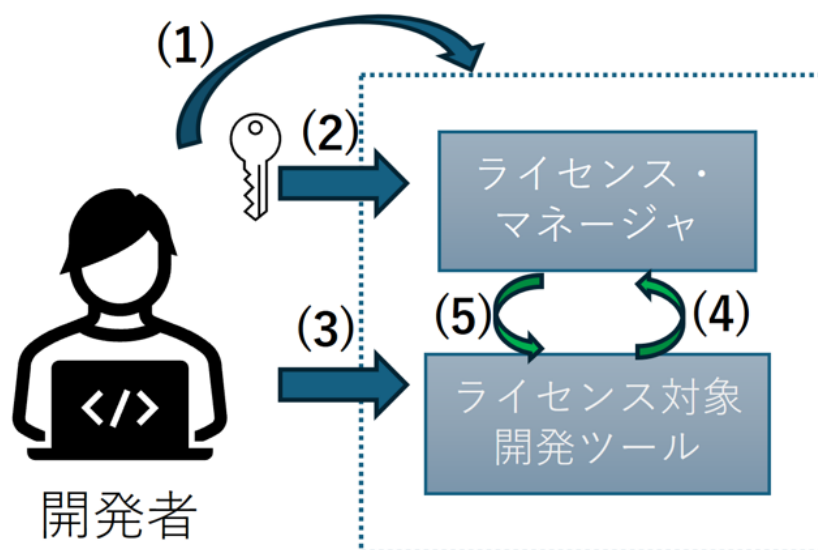 (1)
(2)
ライセンス・
マネージャ
(3)
(5)
(4)
</>
ライセンス対象
開発ツール
開発者